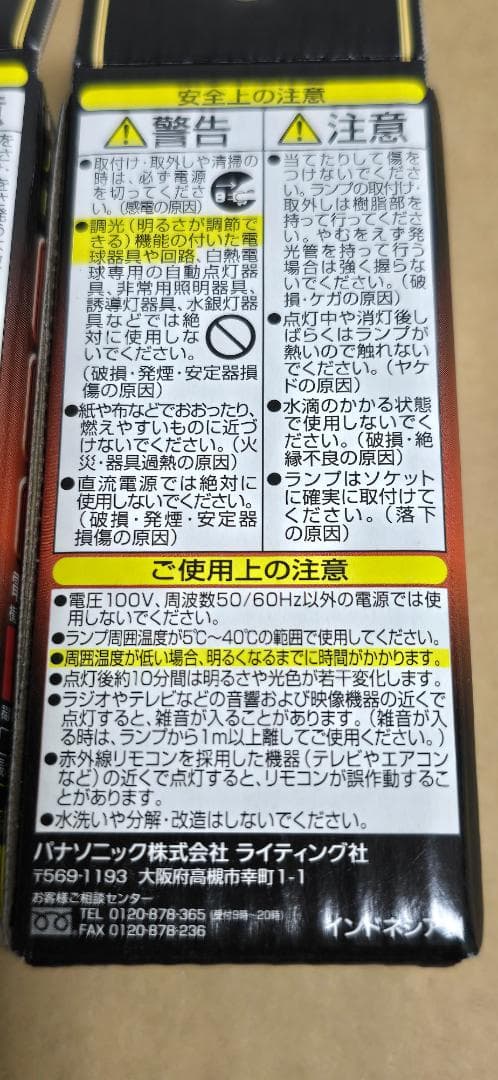 安全上の注意
警告
●取付け・取外しや清掃の
時は、必ず電源
を切ってくださ
い。(感電の原因)
●調光(明るさが調節で
きる)機能の付いた電
球器具や回路、白熱電
球専用の自動点灯器
具、非常用照明器具、
誘導灯器具、水銀灯器
具などでは絶
対に使用しな
いでください。
(破損・発煙・安定器損
傷の原因)
●紙や布などでおおったり、
燃えやすいものに近づ
けないでください。(火
災・器具過熱の原因)
●直流電源では絶対に
使用しないでください。
(破損・発煙・安定器
損傷の原因)
注意
●当てたりして傷を
つけないでくださ
い。ランプの取付け・
取外しは樹脂部を
持って行ってくださ
い。やむをえず発
光管を持って行う
場合は強く握らな
いでください。(破
損・ケガの原因)
●点灯中や消灯後し
ばらくはランプが
熱いので触れない
でください。(ヤケ
ドの原因)
●水滴のかかる状態
で使用しないでく
ださい。(破損・絶
縁不良の原因)
●ランプはソケット
に確実に取付けて
ください。(落下
の原因)
ご使用上の注意
●電圧100V、周波数50/60Hz以外の電源では使
用しないでください。
●ランプ周囲温度が5℃〜40℃の範囲で使用してください。
●周囲温度が低い場合、明るくなるまでに時間がかかります。
●点灯後約10分間は明るさや光色が若干変化します。
●ラジオやテレビなどの音響および映像機器の近くで
点灯すると、雑音が入ることがあります。(雑音が入
る時は、ランプから1m以上離してご使用ください。)
●赤外線リモコンを採用した機器(テレビやエアコン
など)の近くで点灯すると、リモコンが誤作動するこ
とがあります。
●水洗いや分解・改造はしないでください。
パナソニック株式会社 ライティング社
〒569-1193 大阪府高槻市幸町1-1
お客様ご相談センター
TEL 0120-878-365 (受付9時〜20時)
FAX 0120-878-236
インドネシア